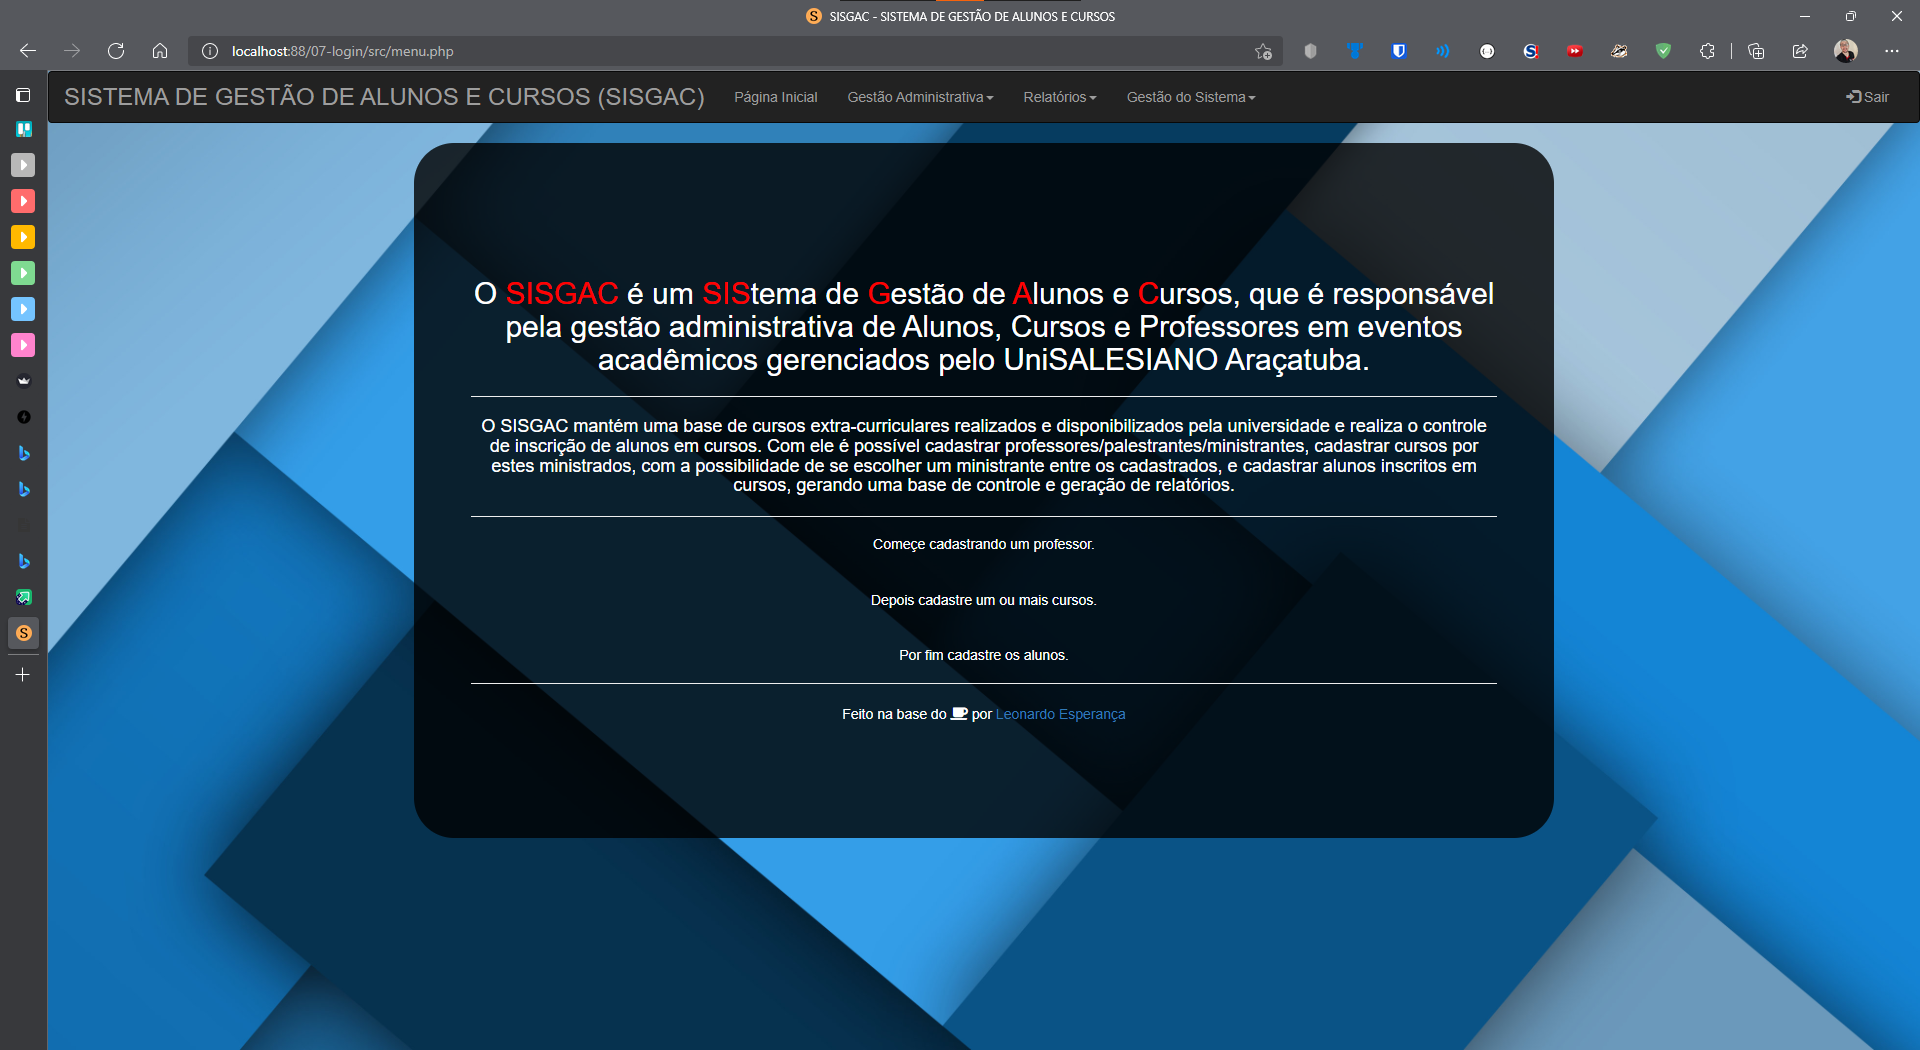 SISGAC - SISTEMA DE GESTÃO DE ALUNOS E CURSOS
localhost:88/07-login/src/menu.php
SISTEMA DE GESTÃO DE ALUNOS E CURSOS (SISGAC) Página Inicial Gestão Administrativa Relatórios Gestão do Sistema Sair
O SISGAC é um SIStema de Gestão de Alunos e Cursos, que é responsável
pela gestão administrativa de Alunos, Cursos e Professores em eventos
acadêmicos gerenciados pelo UniSALESIANO Araçatuba.
O SISGAC mantém uma base de cursos extra-curriculares realizados e disponibilizados pela universidade e realiza o controle
de inscrição de alunos em cursos. Com ele é possível cadastrar professores/palestrantes/ministrantes, cadastrar cursos por
estes ministrados, com a possibilidade de se escolher um ministrante entre os cadastrados, e cadastrar alunos inscritos em
cursos, gerando uma base de controle e geração de relatórios.
Começe cadastrando um professor.
Depois cadastre um ou mais cursos.
Por fim cadastre os alunos.
Feito na base do por Leonardo Esperança